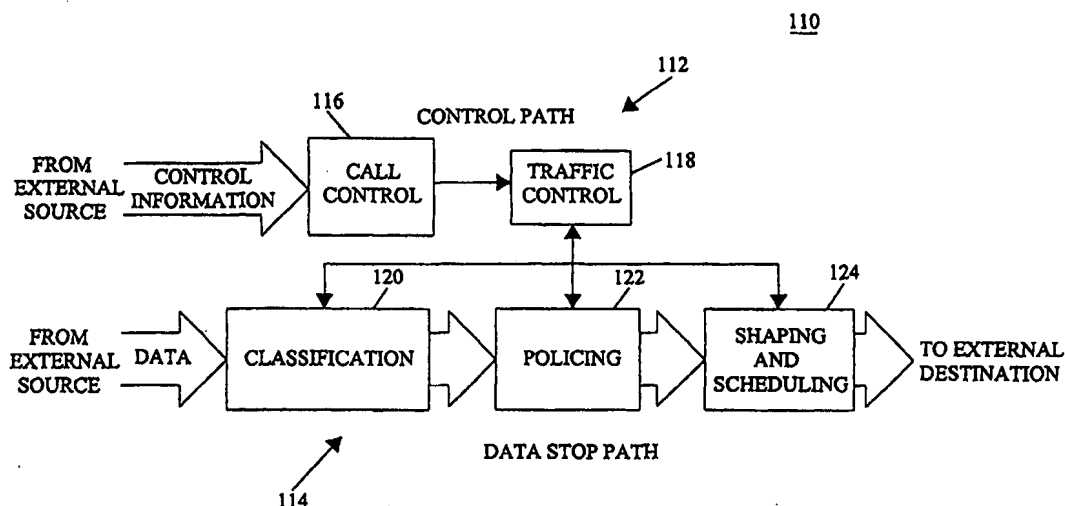 110
112
116
CONTROL PATH
FROM
EXTERNAL
SOURCE
CONTROL
INFORMATION
CALL
CONTROL
TRAFFIC
CONTROL
118
120
122
124
FROM
EXTERNAL
SOURCE
DATA
CLASSIFICATION
POLICING
SHAPING
AND
SCHEDULING
TO EXTERNAL
DESTINATION
DATA STOP PATH
114